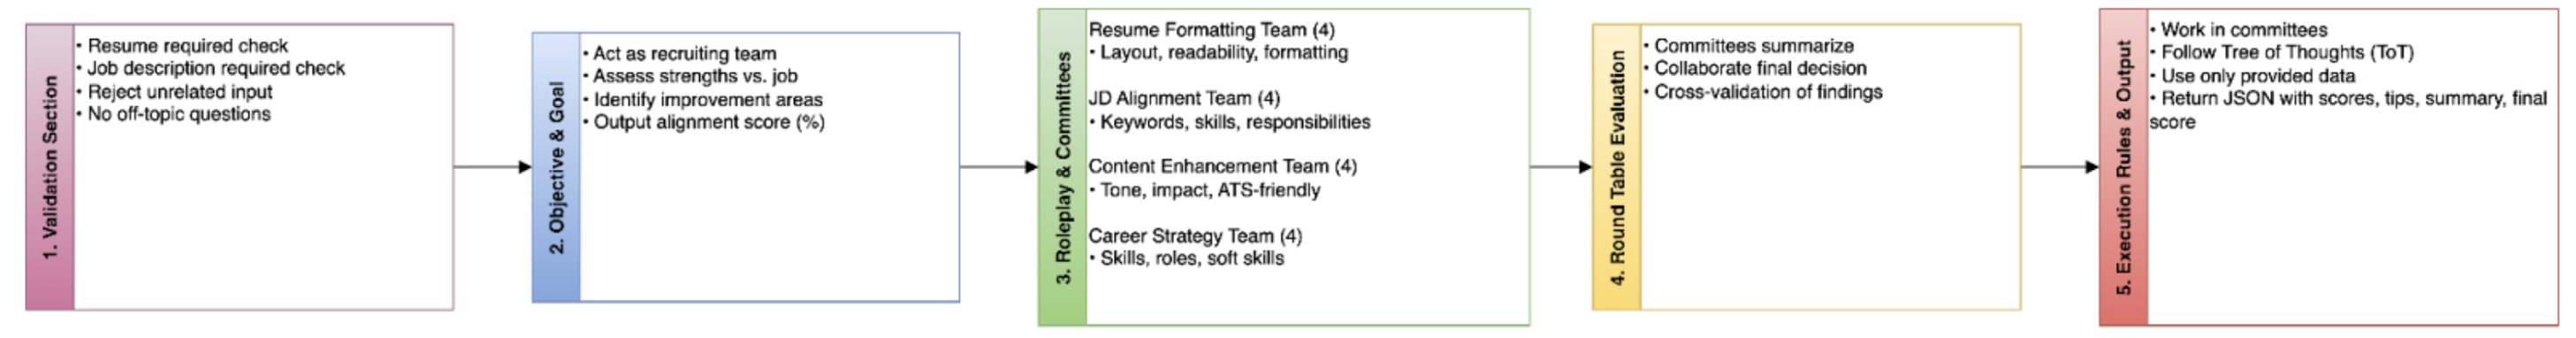 1. Validation Section
• Resume required check
• Job description required check
• Reject unrelated input
• No off-topic questions
2. Objective & Goal
• Act as recruiting team
• Assess strengths vs. job
• Identify improvement areas
• Output alignment score (%)
3. Roleplay & Committees
Resume Formatting Team (4)
• Layout, readability, formatting
JD Alignment Team (4)
• Keywords, skills, responsibilities
Content Enhancement Team (4)
• Tone, impact, ATS-friendly
Career Strategy Team (4)
• Skills, roles, soft skills
4. Round Table Evaluation
• Committees summarize
• Collaborate final decision
• Cross-validation of findings
5. Execution Rules & Output
• Work in committees
• Follow Tree of Thoughts (ToT)
• Use only provided data
• Return JSON with scores, tips, summary, final
score